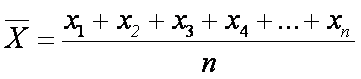 X̅ = (x₁ + x₂ + x₃ + x₄ + ... + xₙ) / n